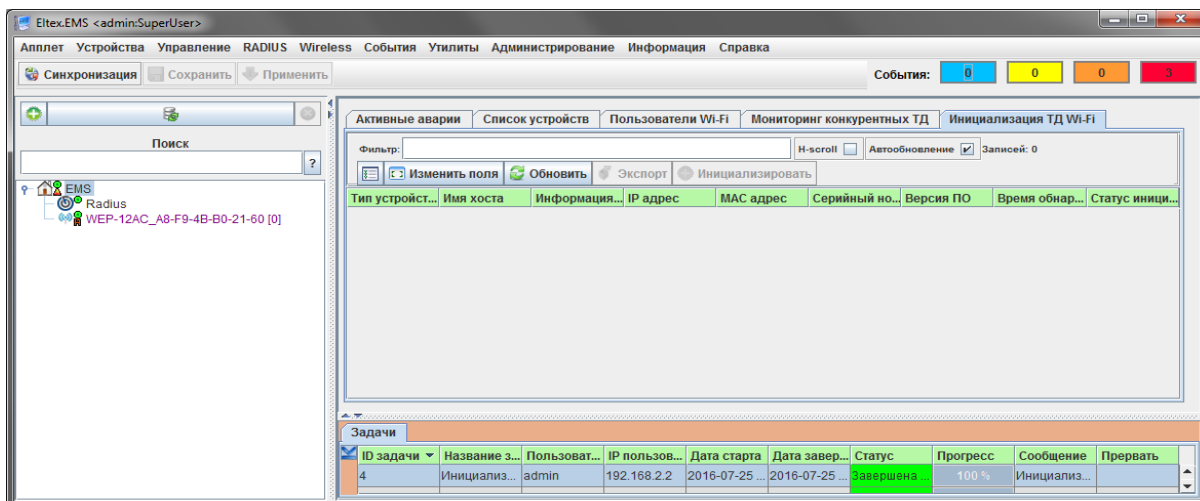 Eltex.EMS <admin:SuperUser>
Апплет Устройства Управление RADIUS Wireless События Утилиты Администрирование Информация Справка
Синхронизация Сохранить Применить События: 0 0 0 3
Поиск
?
EMS
Radius
WEP-12AC_A8-F9-4B-B0-21-60 [0]
Активные аварии Список устройств Пользователи Wi-Fi Мониторинг конкурентных ТД Инициализация ТД Wi-Fi
Фильтр: H-scroll Автообновление Записей: 0
Изменить поля Обновить Экспорт Инициализировать
Тип устройст... Имя хоста Информация... IP адрес MAC адрес Серийный но... Версия ПО Время обнар... Статус иници...
Задачи
ID задачи Название з... Пользоват... IP пользов... Дата старта Дата завер... Статус Прогресс Сообщение Прервать
4 Инициализ... admin 192.168.2.2 2016-07-25 ... 2016-07-25 ... Завершена ... 100 % Инициализ...